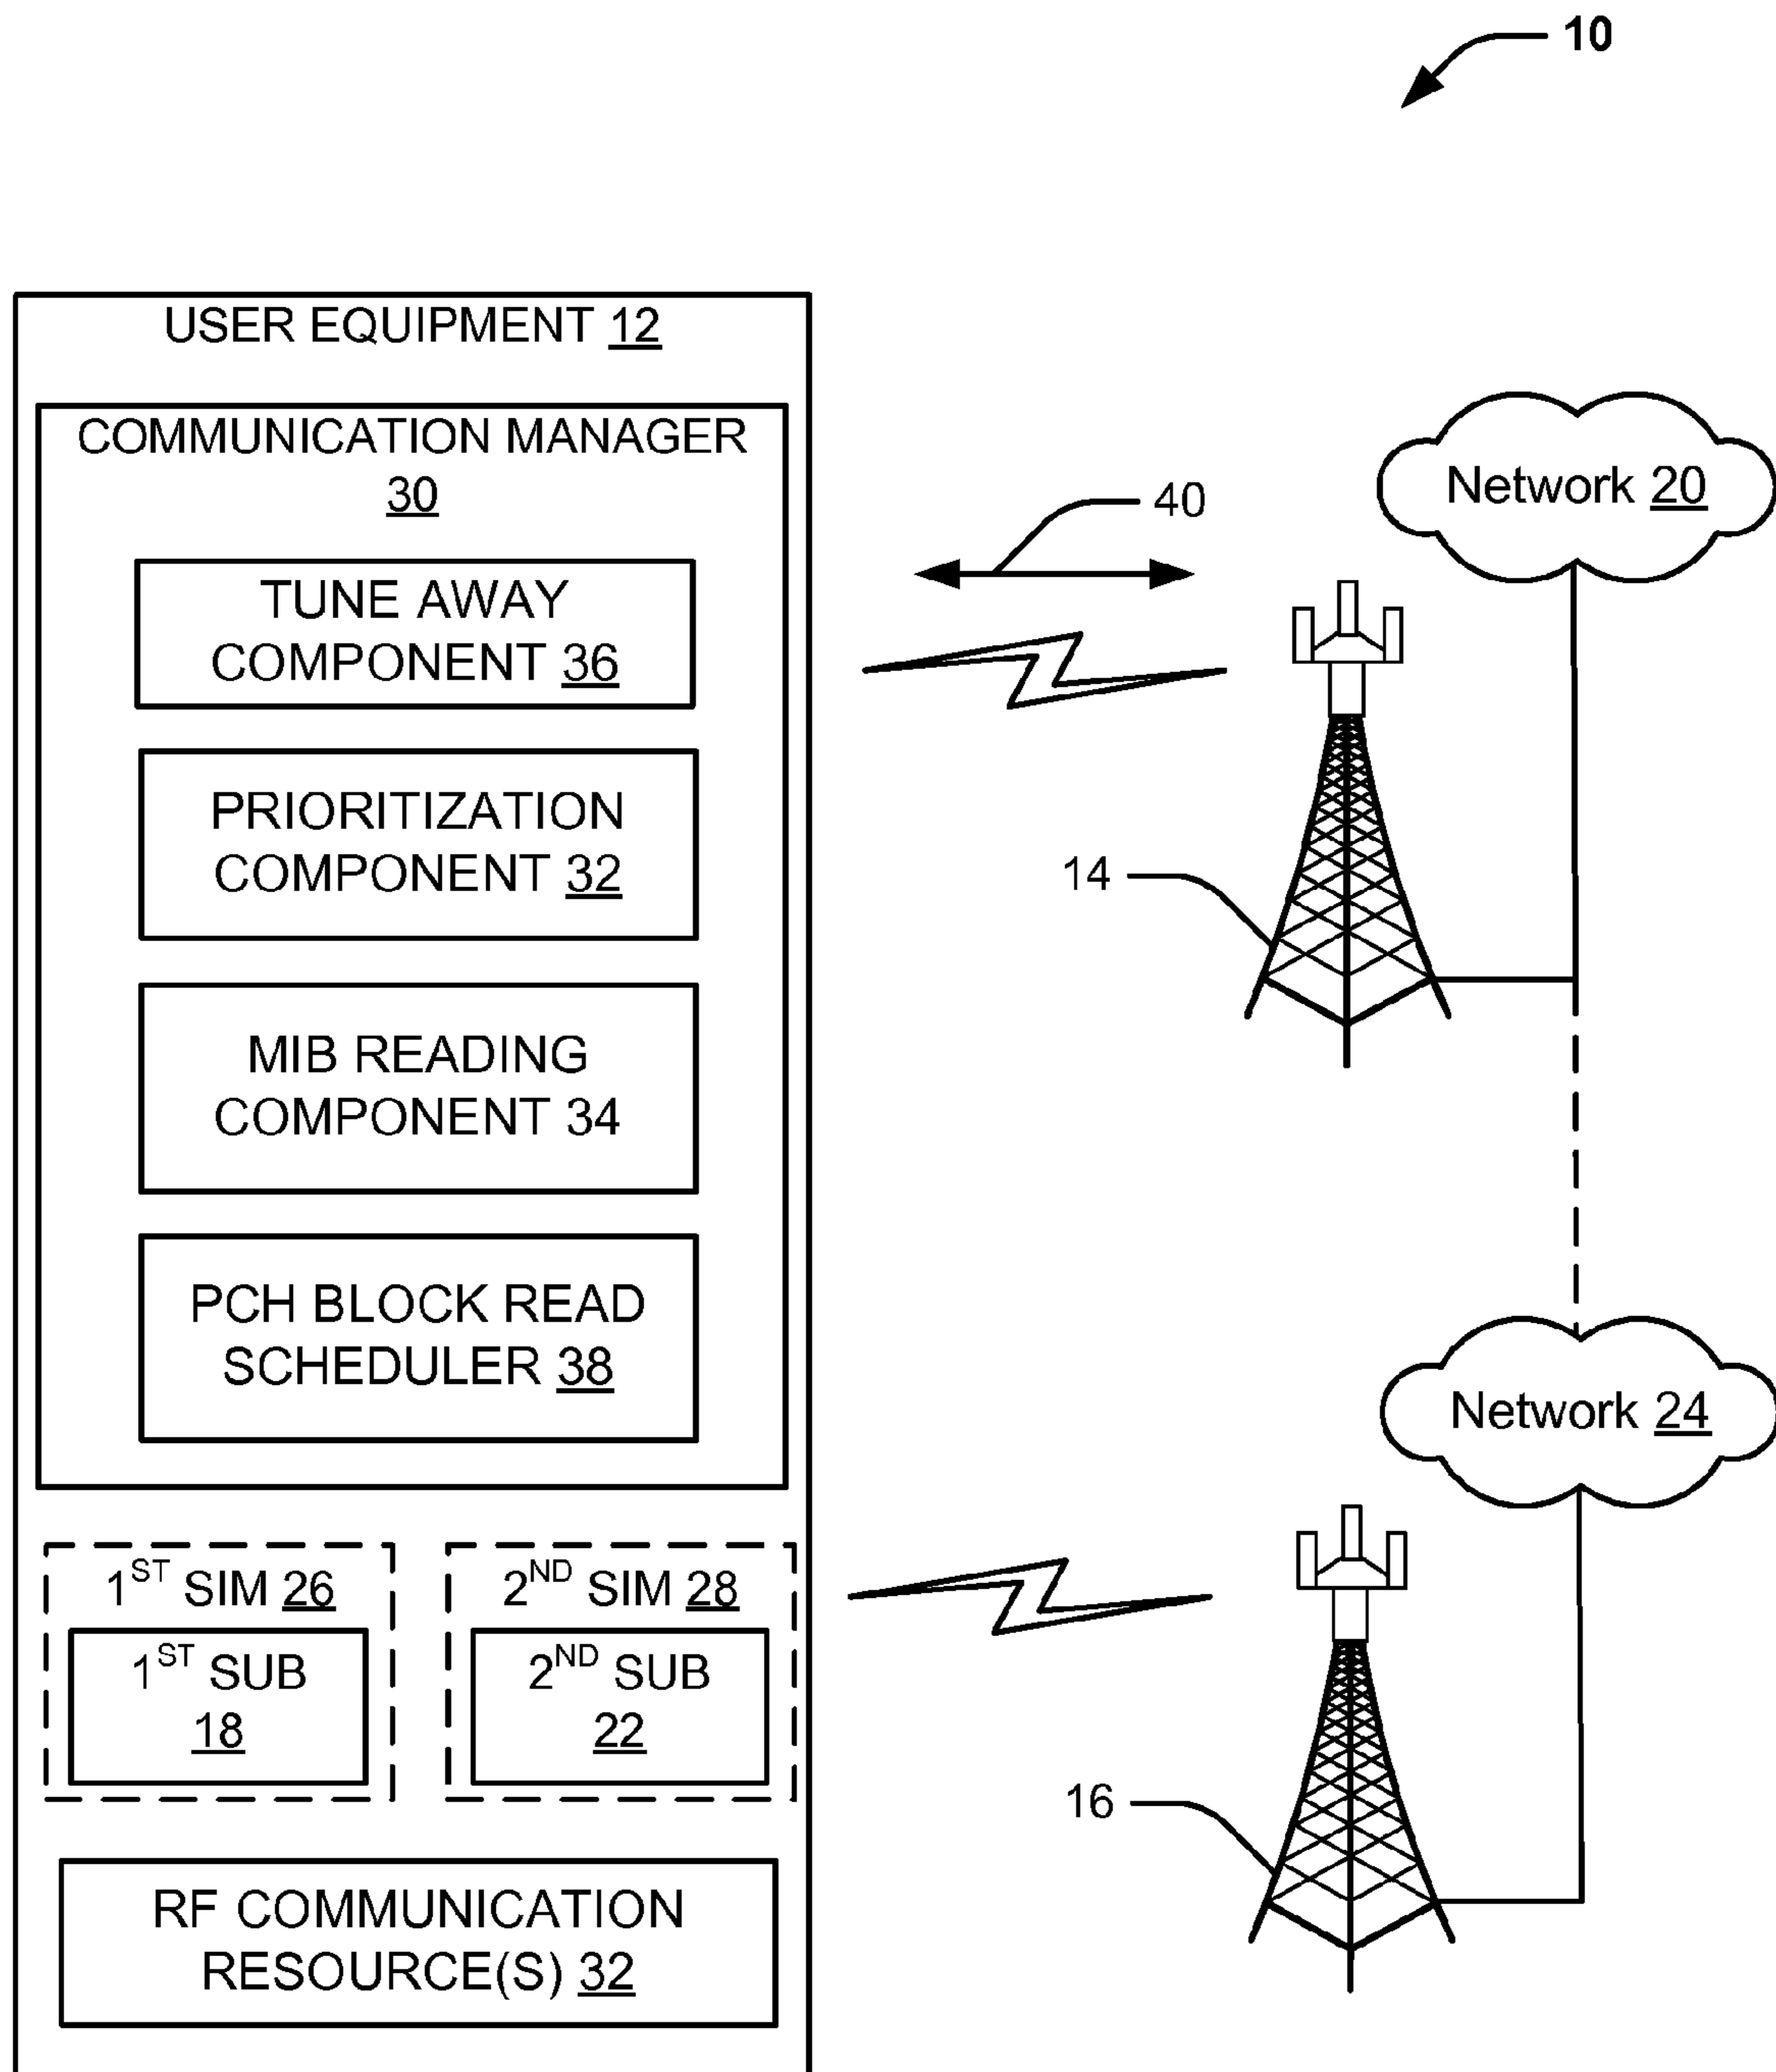 10
USER EQUIPMENT 12
COMMUNICATION MANAGER
30
TUNE AWAY
COMPONENT 36
PRIORITIZATION
COMPONENT 32
MIB READING
COMPONENT 34
PCH BLOCK READ
SCHEDULER 38
1ST SIM 26
1ST SUB
18
2ND SIM 28
2ND SUB
22
RF COMMUNICATION
RESOURCE(S) 32
40
Network 20
14
Network 24
16